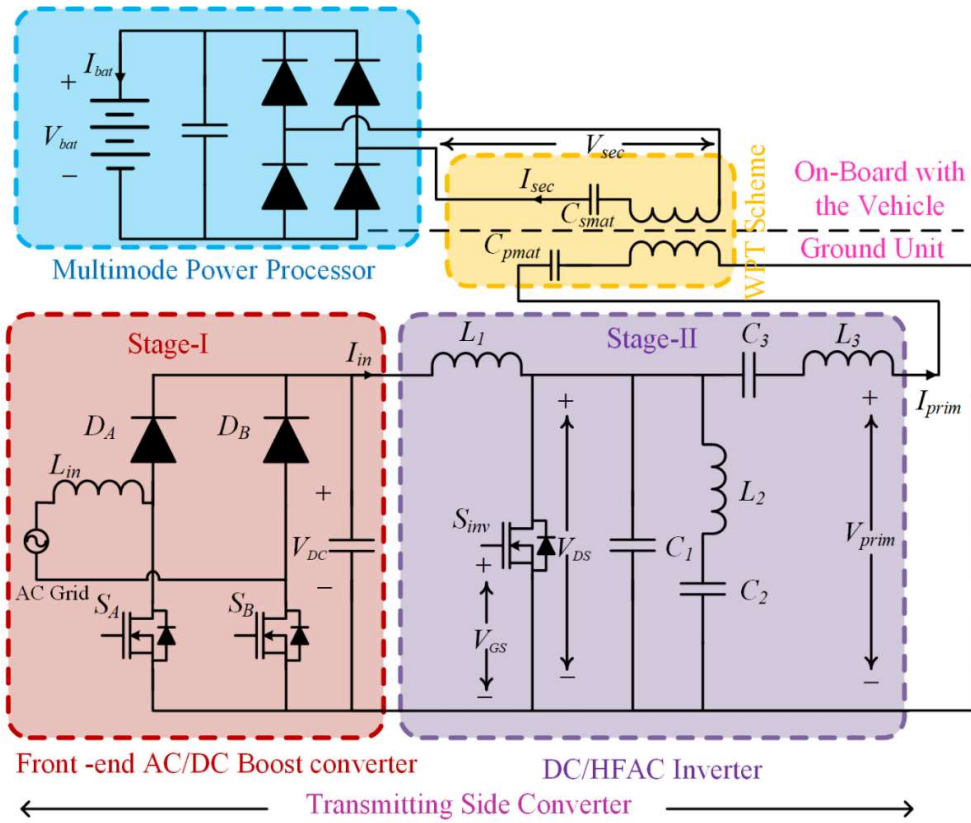 I_bat
+
V_bat
−
V_sec
I_sec
C_smat
C_pmat
WPT Scheme
On-Board with
the Vehicle
Ground Unit
Multimode Power Processor
Stage-I
I_in
L_1
Stage-II
C_3
L_3
I_prim
D_A
D_B
L_in
+
V_DC
−
AC Grid
S_A
S_B
S_inv
+
V_GS
−
+
V_DS
−
C_1
L_2
C_2
+
V_prim
−
Front -end AC/DC Boost converter
DC/HFAC Inverter
Transmitting Side Converter